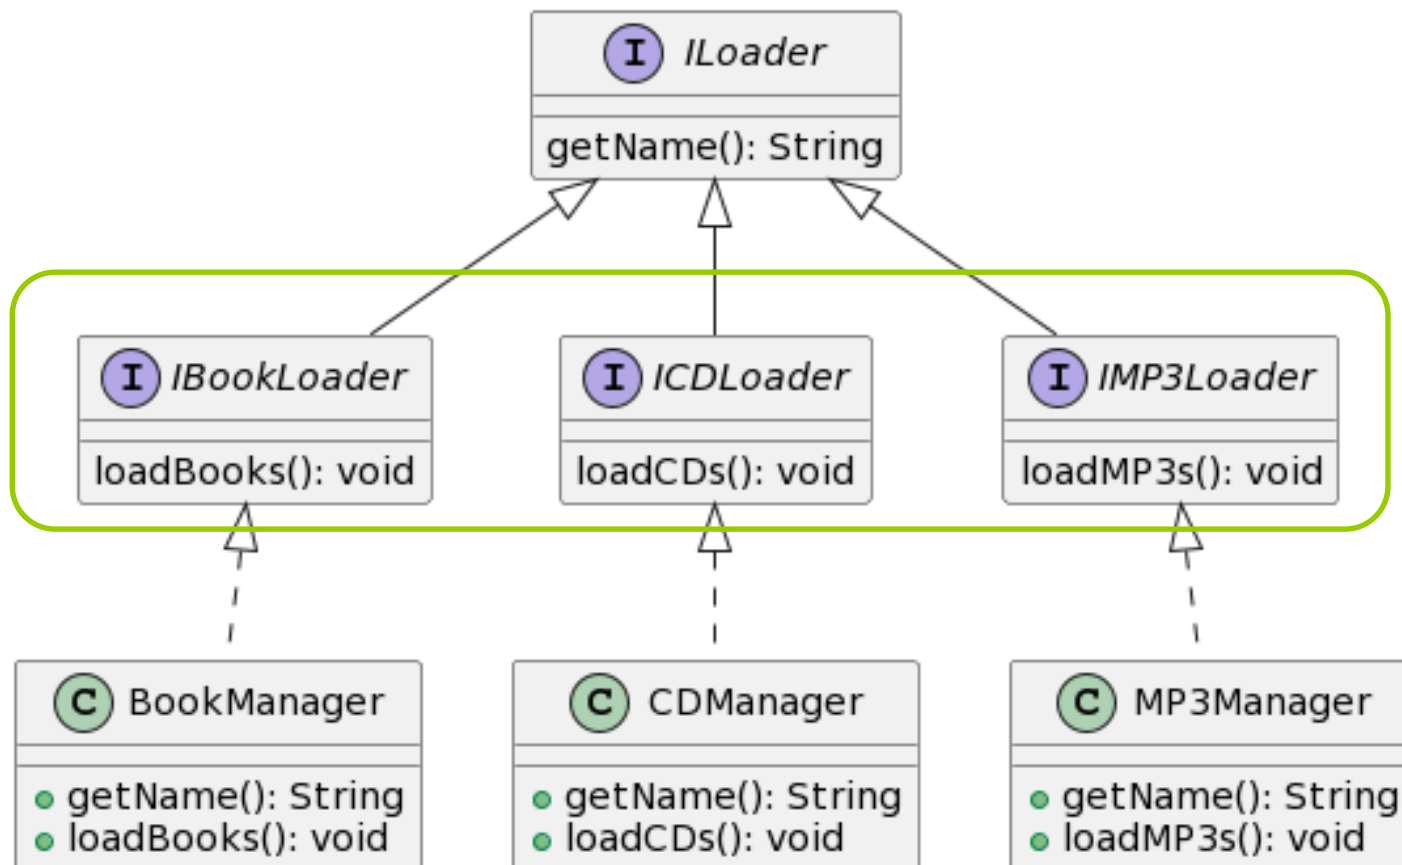 I ILoader
getName(): String
I IBookLoader
loadBooks(): void
I ICDLoader
loadCDs(): void
I IMP3Loader
loadMP3s(): void
C BookManager
getName(): String
loadBooks(): void
C CDManager
getName(): String
loadCDs(): void
C MP3Manager
getName(): String
loadMP3s(): void